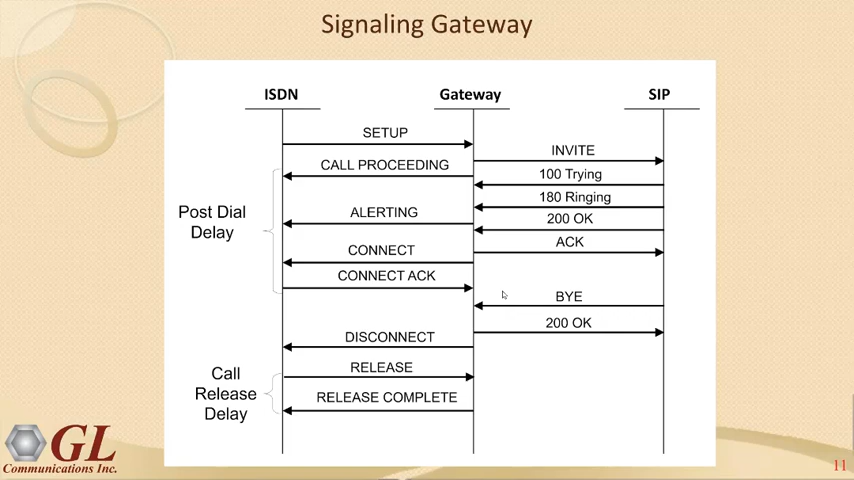 Signaling Gateway
ISDN
Gateway
SIP
SETUP
INVITE
CALL PROCEEDING
100 Trying
180 Ringing
ALERTING
200 OK
Post Dial
Delay
ACK
CONNECT
CONNECT ACK
BYE
200 OK
DISCONNECT
RELEASE
Call
Release
Delay
RELEASE COMPLETE
GL
Communications Inc.
11